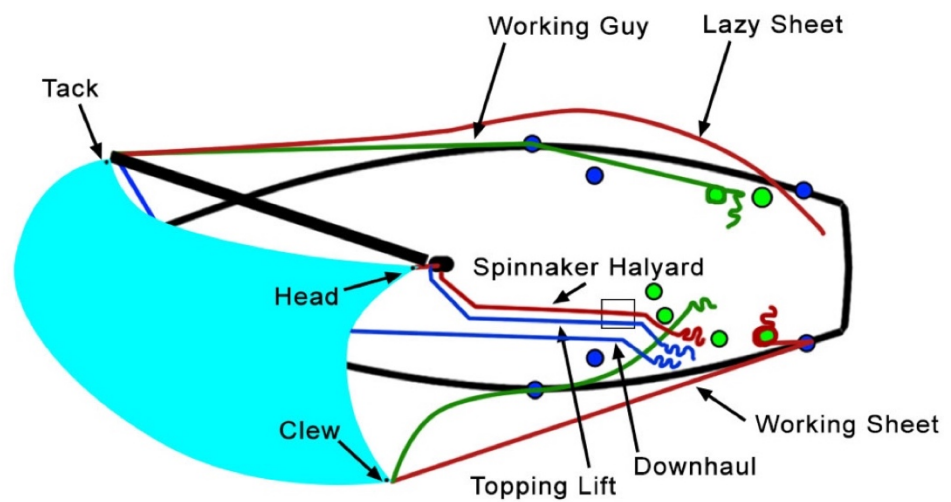 Working Guy
Lazy Sheet
Tack
Spinnaker Halyard
Head
Clew
Working Sheet
Downhaul
Topping Lift